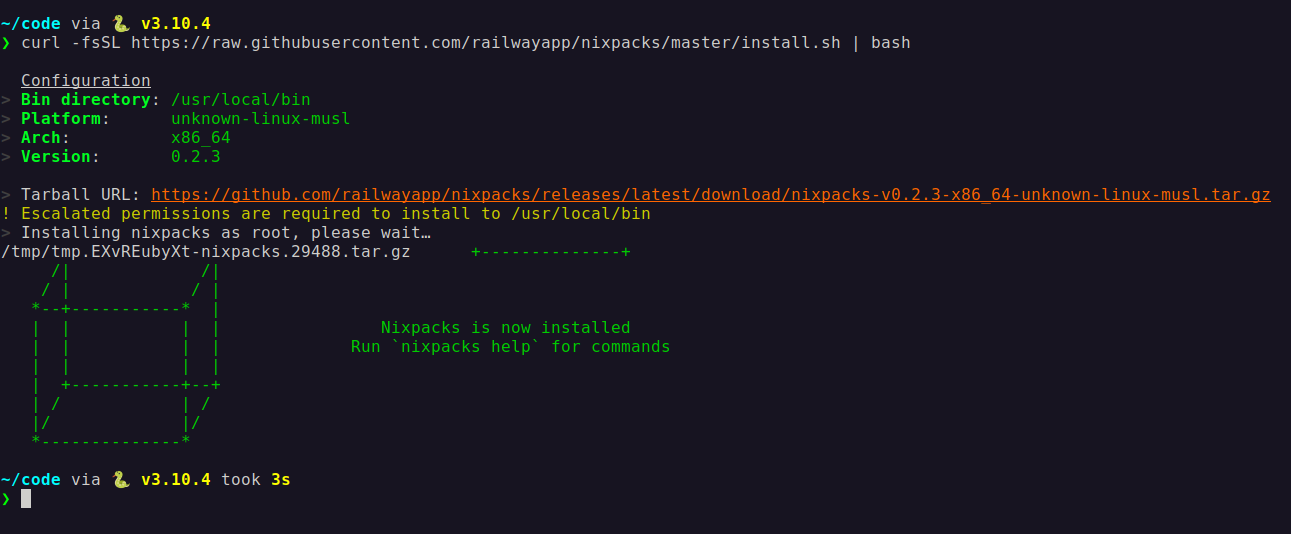 ~/code via 🐍 v3.10.4
❯ curl -fsSL https://raw.githubusercontent.com/railwayapp/nixpacks/master/install.sh | bash

  Configuration
> Bin directory: /usr/local/bin
> Platform:      unknown-linux-musl
> Arch:          x86_64
> Version:       0.2.3

> Tarball URL: https://github.com/railwayapp/nixpacks/releases/latest/download/nixpacks-v0.2.3-x86_64-unknown-linux-musl.tar.gz
! Escalated permissions are required to install to /usr/local/bin
> Installing nixpacks as root, please wait…
/tmp/tmp.EXvREubyXt-nixpacks.29488.tar.gz      +--------------+
     /|             /|
    / |            / |
   *--+-----------*  |
   |  |           |  |                Nixpacks is now installed
   |  |           |  |             Run `nixpacks help` for commands
   |  |           |  |
   |  +-----------+--+
   | /            | /
   |/             |/
   *--------------*

~/code via 🐍 v3.10.4 took 3s
❯